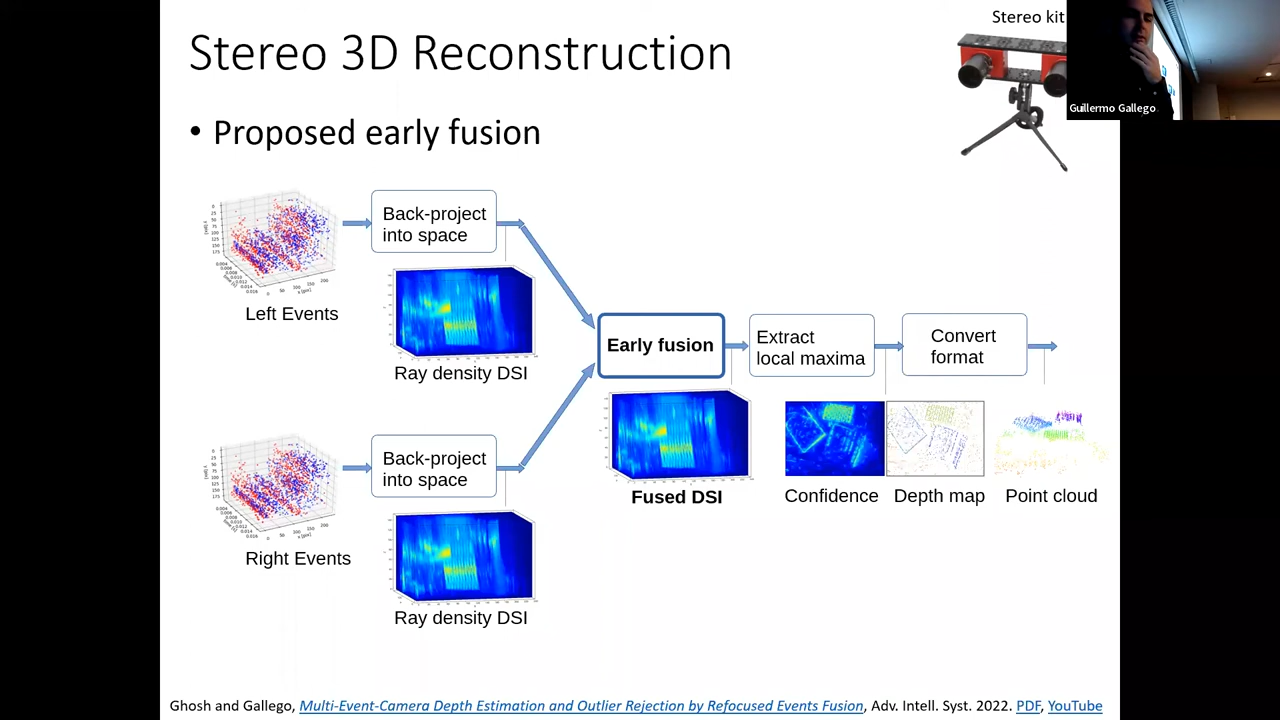 Stereo kit
Guillermo Gallego
Stereo 3D Reconstruction
• Proposed early fusion
Left Events
Back-project
into space
Ray density DSI
Right Events
Back-project
into space
Ray density DSI
Early fusion
Fused DSI
Extract
local maxima
Convert
format
Confidence
Depth map
Point cloud
Ghosh and Gallego, Multi-Event-Camera Depth Estimation and Outlier Rejection by Refocused Events Fusion, Adv. Intell. Syst. 2022. PDF, YouTube